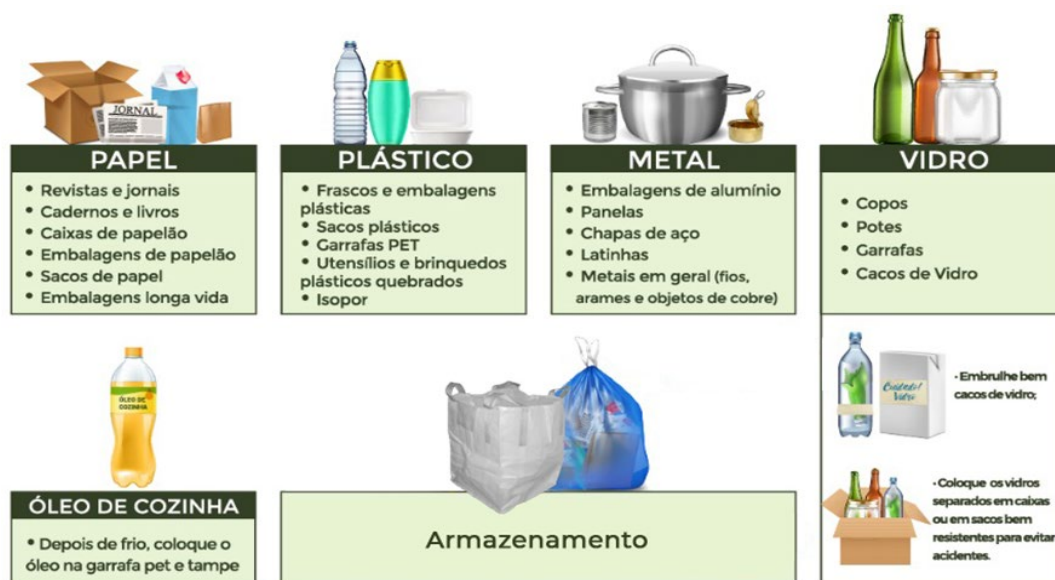 JORNAL
PAPEL
• Revistas e jornais
• Cadernos e livros
• Caixas de papelão
• Embalagens de papelão
• Sacos de papel
• Embalagens longa vida
PLÁSTICO
• Frascos e embalagens
plásticas
• Sacos plásticos
• Garrafas PET
• Utensílios e brinquedos
plásticos quebrados
• Isopor
METAL
• Embalagens de alumínio
• Panelas
• Chapas de aço
• Latinhas
• Metais em geral (fios,
arames e objetos de cobre)
VIDRO
• Copos
• Potes
• Garrafas
• Cacos de Vidro
Cuidado!
Vidro
• Embrulhe bem
cacos de vidro;
• Coloque os vidros
separados em caixas
ou em sacos bem
resistentes para evitar
acidentes.
ÓLEO DE
COZINHA
ÓLEO DE COZINHA
• Depois de frio, coloque o
óleo na garrafa pet e tampe
Armazenamento